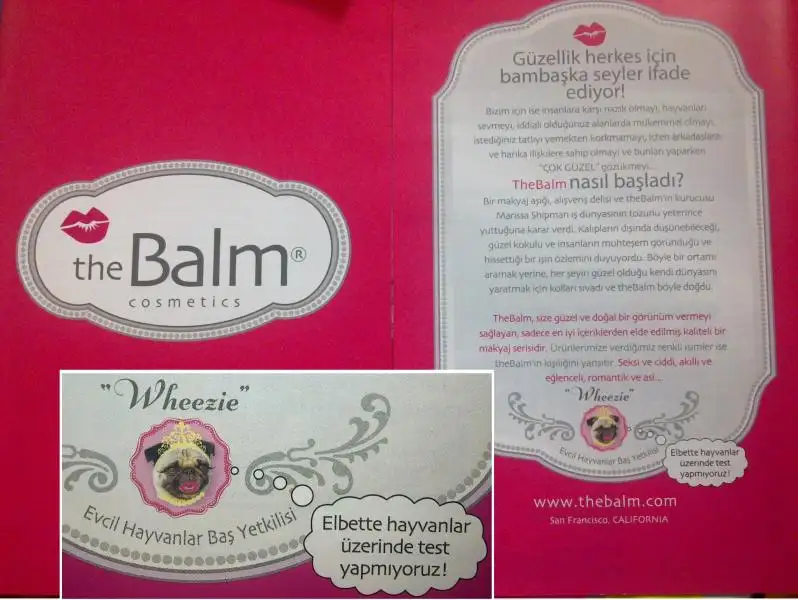 the Balm®
cosmetics
Güzellik herkes için
bambaşka seyler ifade
ediyor!
Bizim için ise insanlara karşı nazik olmayı, hayvanları
sevmeyi, iddialı olduğunuz alanlarda mükemmel olmayı,
istediğiniz tatlıyı yemekten korkmamayı, içten arkadaşlara
ve harika ilişkilere sahip olmayı ve bunları yaparken
"ÇOK GÜZEL" gözükmeyi...
TheBalm nasıl başladı?
Bir makyaj aşığı, alışveriş delisi ve theBalm'in kurucusu
Marissa Shipman iş dünyasının tozunu yeterince
yuttuğuna karar verdi. Kalıpların dışında düşünebileceği,
güzel kokulu ve insanların muhteşem göründüğü ve
hissettiği bir işin özlemini duyuyordu. Böyle bir ortamı
aramak yerine, her şeyin güzel olduğu kendi dünyasını
yaratmak için kolları sıvadı ve theBalm böyle doğdu.
TheBalm, size güzel ve doğal bir görünüm vermeyi
sağlayan, sadece en iyi içeriklerden elde edilmiş kaliteli bir
makyaj serisidir. Ürünlerimize verdiğimiz renkli isimler ise
theBalm'in kişiliğini yansıtır. Seksi ve ciddi, akıllı ve
eğlenceli, romantik ve asi...
"Wheezie"
Evcil Hayvanlar Baş Yetkilisi
Elbette hayvanlar
üzerinde test
yapmıyoruz!
www.thebalm.com
San Francisco, CALIFORNIA
"Wheezie"
Evcil Hayvanlar Baş Yetkilisi
Elbette hayvanlar
üzerinde test
yapmıyoruz!